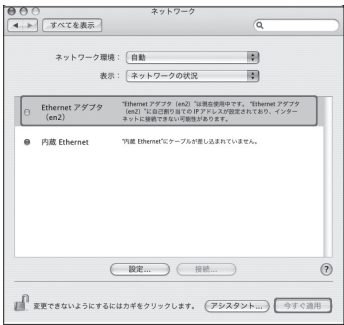 ネットワーク
すべてを表示
ネットワーク環境： 自動
表示： ネットワークの状況
Ethernet アダプタ（en2）
"Ethernet アダプタ（en2）"は現在使用中です。 "Ethernet アダプタ
（en2）"に自己割り当ての IP アドレスが設定されており、インター
ネットに接続できない可能性があります。
内蔵 Ethernet
"内蔵 Ethernet"にケーブルが差し込まれていません。
設定...
接続...
?
変更できないようにするにはカギをクリックします。
アシスタント...
今すぐ適用